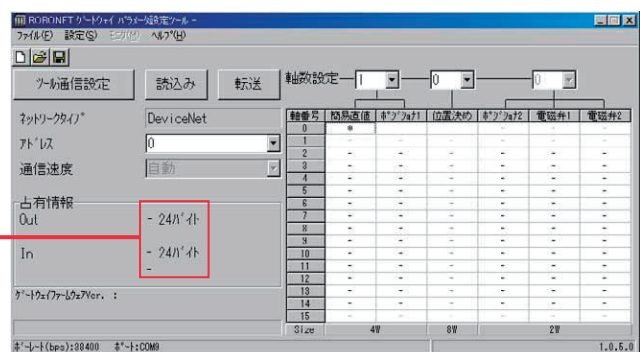 ROBONET ゲートウェイ パラメータ設定ツール -
ファイル(F) 設定(S) モニタ(M) ヘルプ(H)
ツール通信設定 読込み 転送 軸数設定 1 0 0
ネットワークタイプ DeviceNet
アドレス 0
通信速度 自動
占有情報
Out - 24バイト
In - 24バイト
-
ゲートウェイファームウェアVer. :
軸番号 簡易直値 ポジショナ1 位置決め ポジショナ2 電磁弁1 電磁弁2
0 * - - - -
1 - - - - - -
2 - - - - - -
3 - - - - - -
4 - - - - - -
5 - - - - - -
6 - - - - - -
7 - - - - - -
8 - - - - - -
9 - - - - - -
10 - - - - - -
11 - - - - - -
12 - - - - - -
13 - - - - - -
14 - - - - - -
15 - - - - - -
Size 4W 8W 2W
ボーレート(bps):38400 ポート:COM9 1.0.5.0